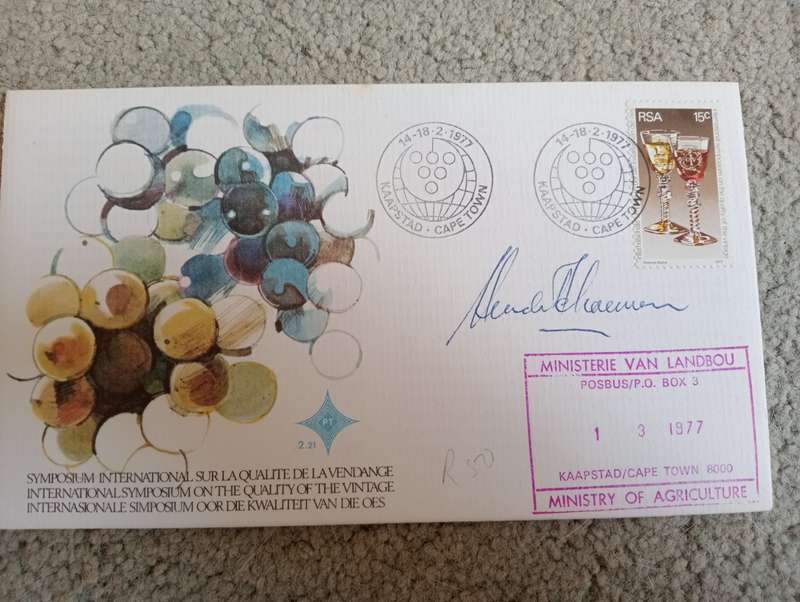 14-18·2·1977
KAAPSTAD · CAPE TOWN
14-18·2·1977
KAAPSTAD · CAPE TOWN
RSA 15c
PT
2.21
SYMPOSIUM INTERNATIONAL SUR LA QUALITE DE LA VENDANGE
INTERNATIONAL SYMPOSIUM ON THE QUALITY OF THE VINTAGE
INTERNASIONALE SIMPOSIUM OOR DIE KWALITEIT VAN DIE OES
R50
MINISTERIE VAN LANDBOU
POSBUS/P.O. BOX 3
1 3 1977
KAAPSTAD/CAPE TOWN 8000
MINISTRY OF AGRICULTURE